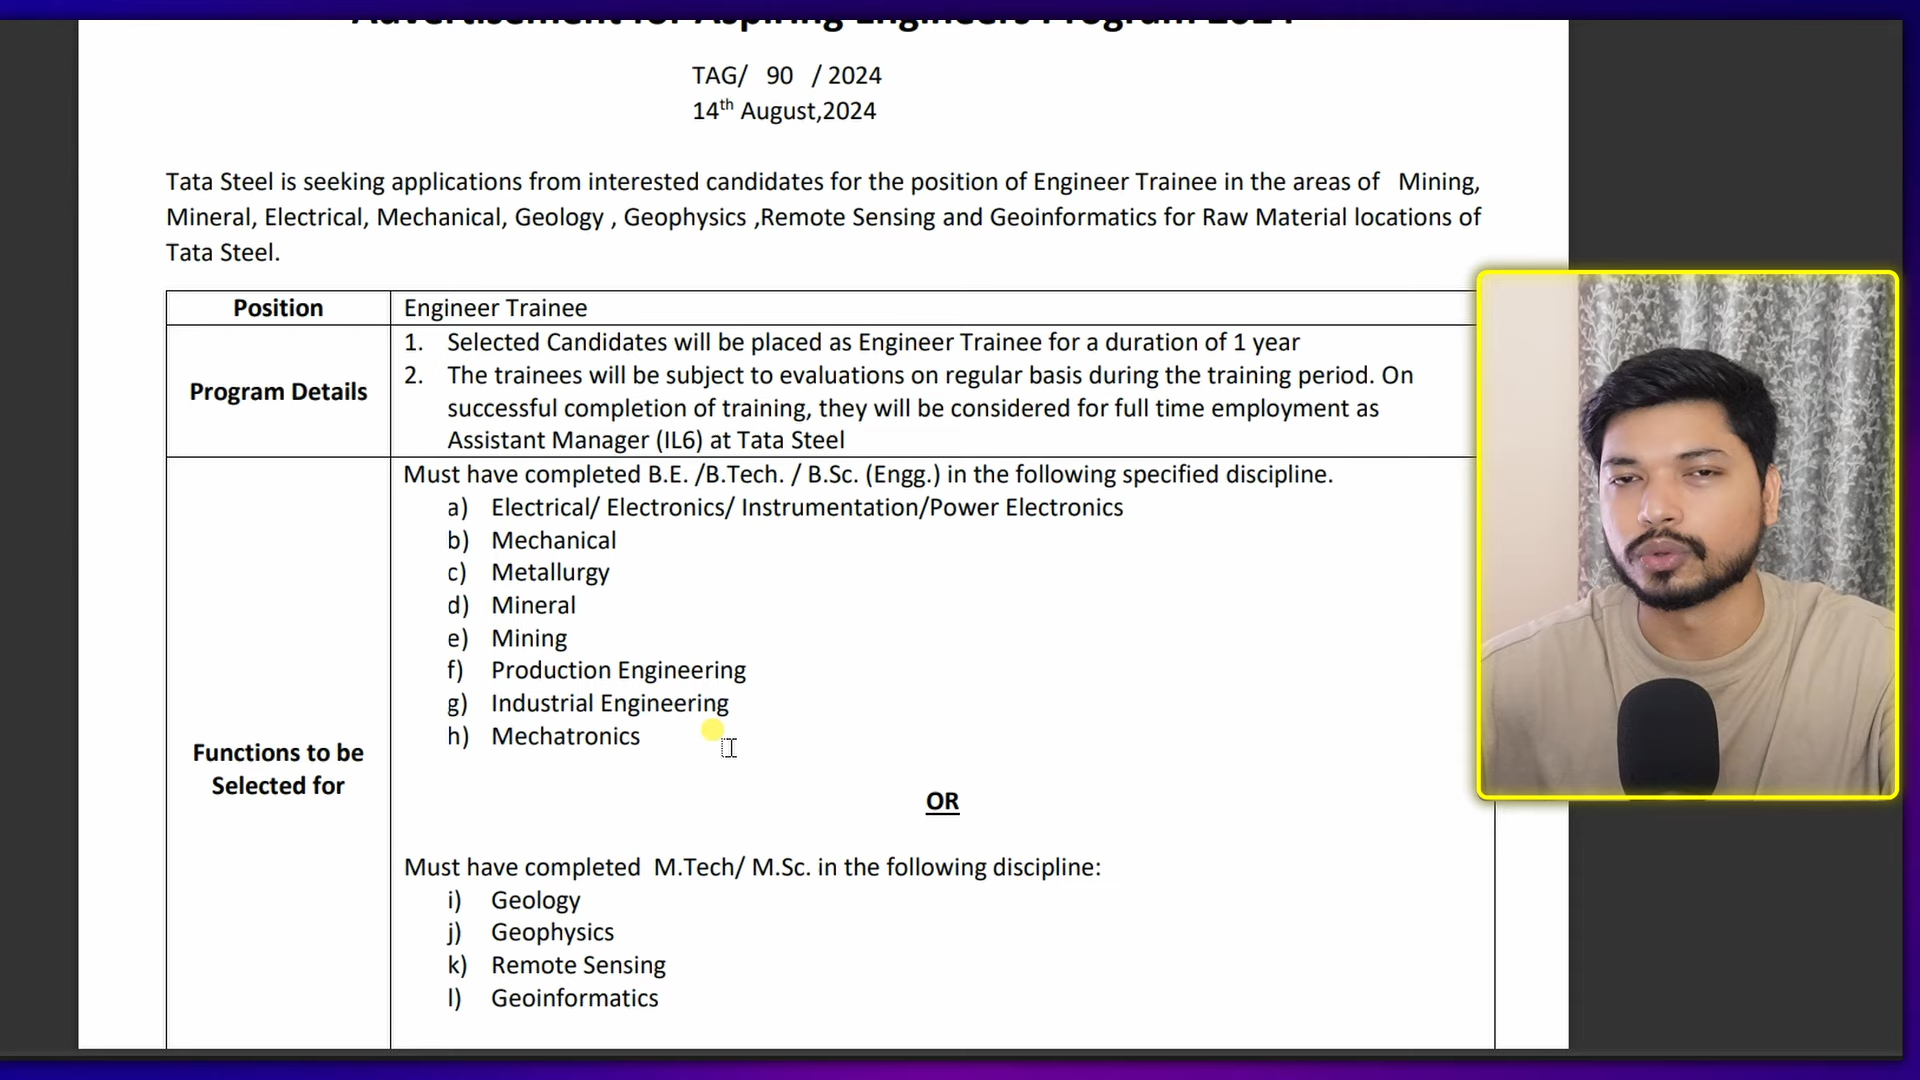 Advertisement for Aspiring Engineers Program 2024
TAG/ 90 / 2024
14th August,2024
Tata Steel is seeking applications from interested candidates for the position of Engineer Trainee in the areas of Mining,
Mineral, Electrical, Mechanical, Geology , Geophysics ,Remote Sensing and Geoinformatics for Raw Material locations of
Tata Steel.
Position
Engineer Trainee
Program Details
1. Selected Candidates will be placed as Engineer Trainee for a duration of 1 year
2. The trainees will be subject to evaluations on regular basis during the training period. On
successful completion of training, they will be considered for full time employment as
Assistant Manager (IL6) at Tata Steel
Functions to be
Selected for
Must have completed B.E. /B.Tech. / B.Sc. (Engg.) in the following specified discipline.
a) Electrical/ Electronics/ Instrumentation/Power Electronics
b) Mechanical
c) Metallurgy
d) Mineral
e) Mining
f) Production Engineering
g) Industrial Engineering
h) Mechatronics
OR
Must have completed M.Tech/ M.Sc. in the following discipline:
i) Geology
j) Geophysics
k) Remote Sensing
l) Geoinformatics